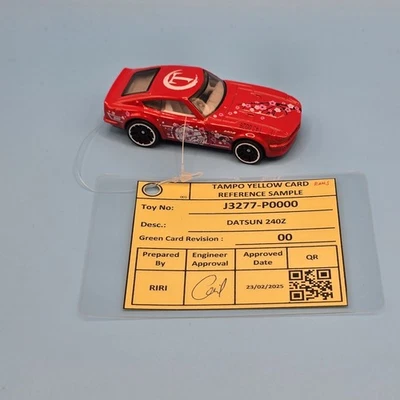 TAMPO YELLOW CARD
REFERENCE SAMPLE
Toy No: J3277-P0000
Desc.: DATSUN 240Z
Green Card Revision : 00
Prepared By
Engineer Approval
Approved Date
QR
RIRI
23/02/2025